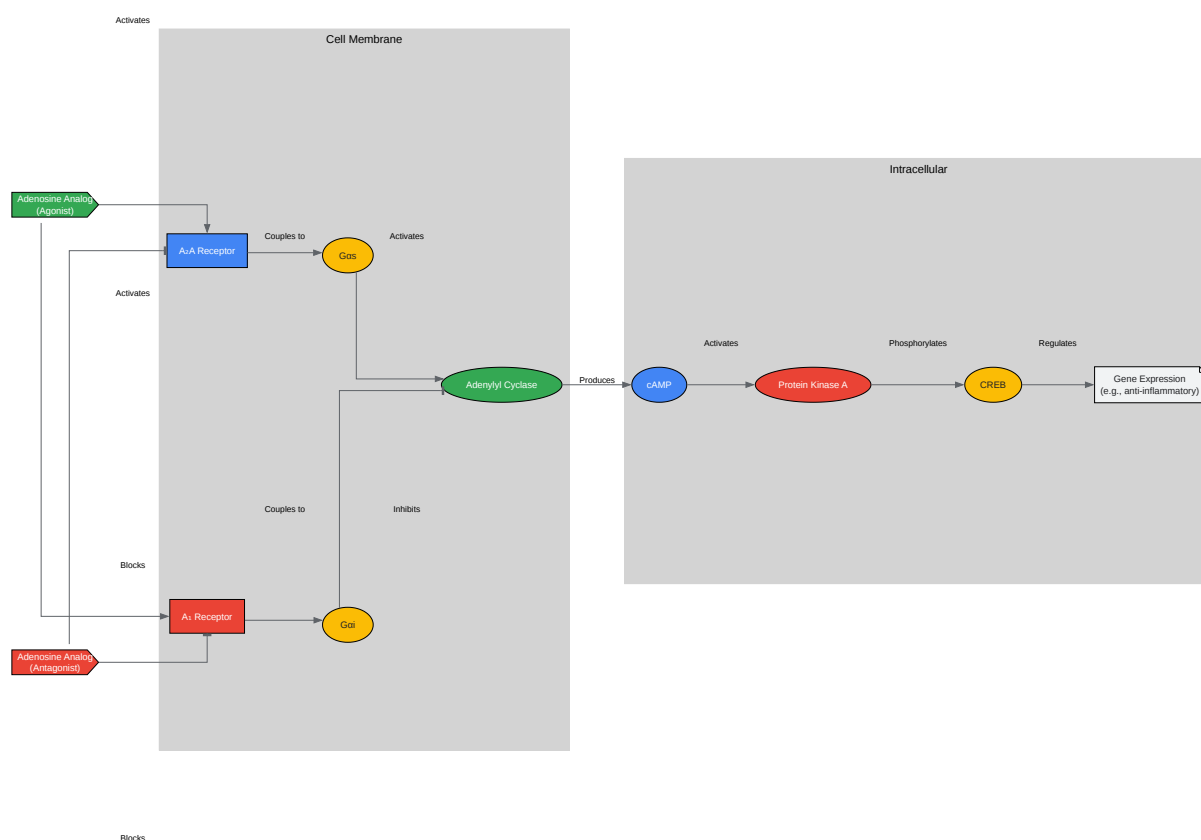 Activates
Cell Membrane
Intracellular
Adenosine Analog
(Agonist)
Couples to
Activates
A₂A Receptor
Gαs
Activates
Activates
Phosphorylates
Regulates
Adenylyl Cyclase
Produces
cAMP
Protein Kinase A
CREB
Gene Expression
(e.g., anti-inflammatory)
Couples to
Inhibits
Blocks
A₁ Receptor
Gαi
Adenosine Analog
(Antagonist)
Blocks